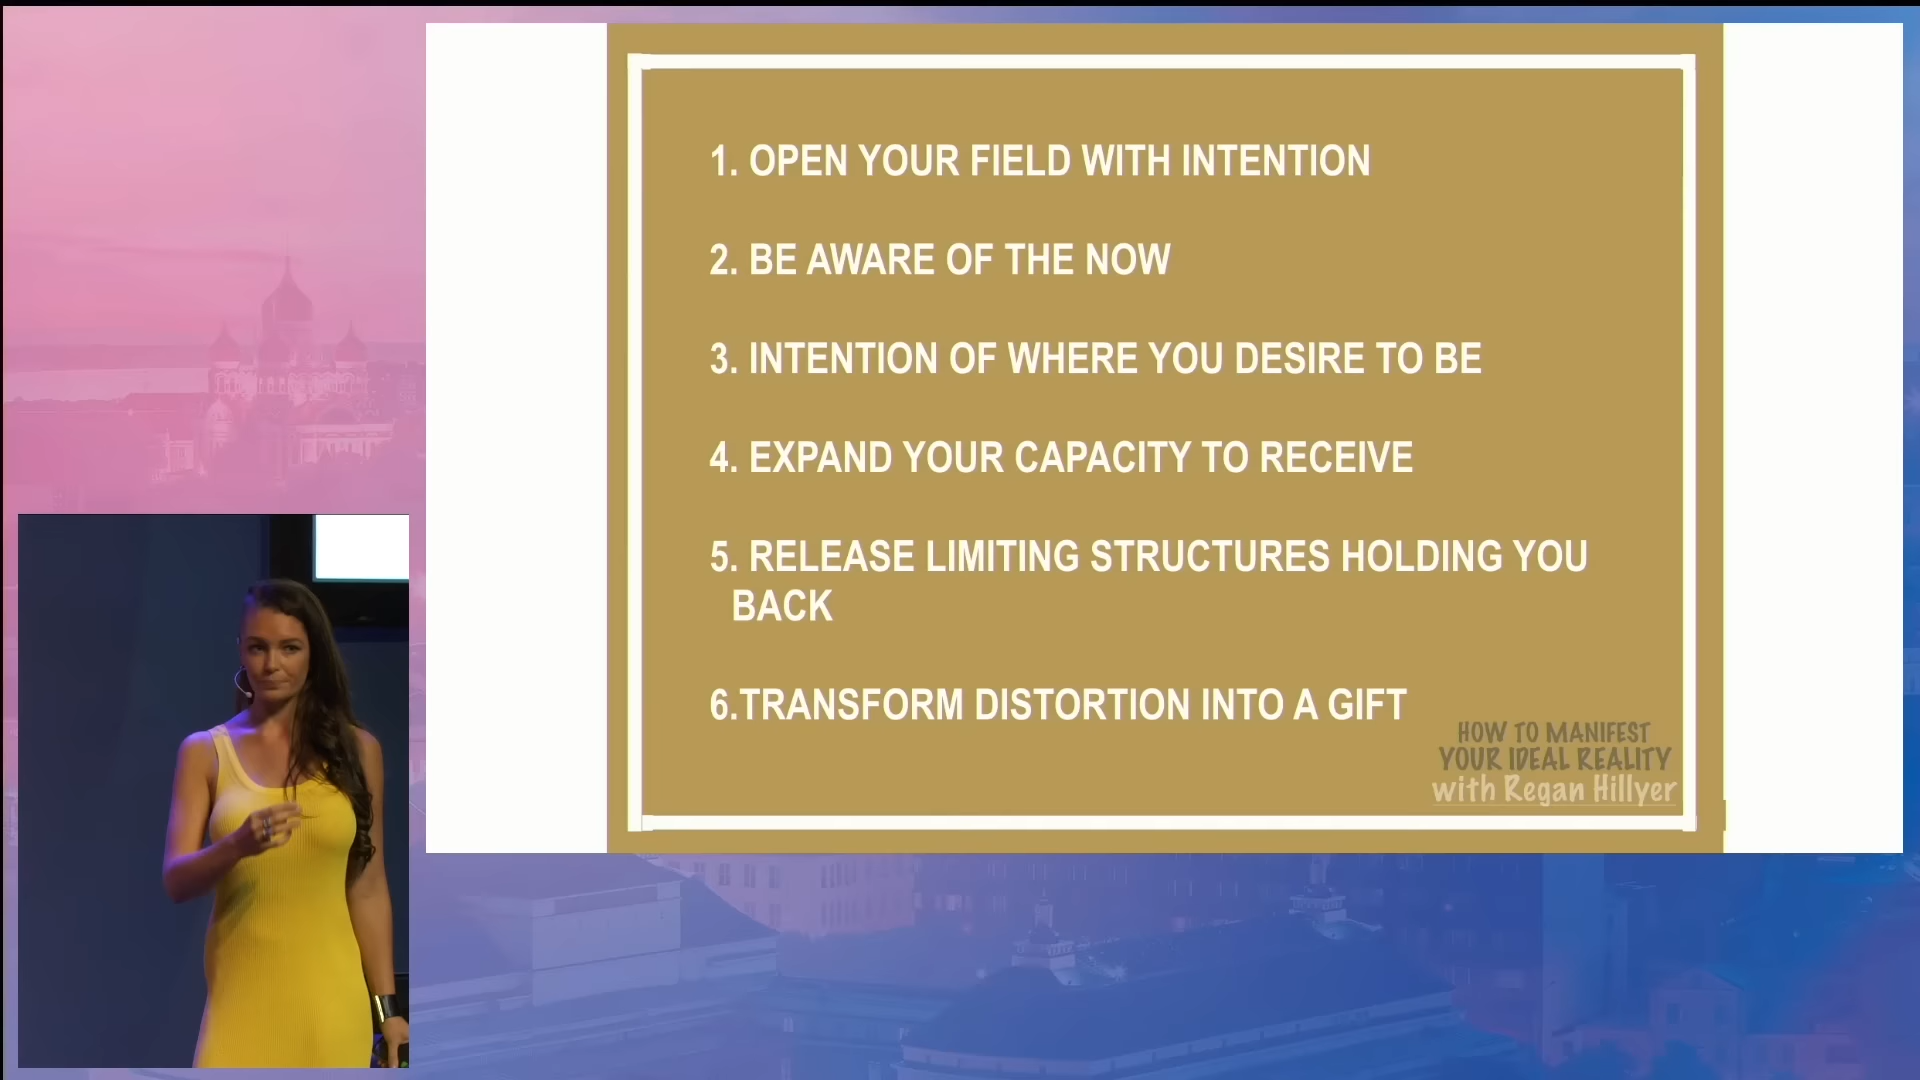 1. OPEN YOUR FIELD WITH INTENTION
2. BE AWARE OF THE NOW
3. INTENTION OF WHERE YOU DESIRE TO BE
4. EXPAND YOUR CAPACITY TO RECEIVE
5. RELEASE LIMITING STRUCTURES HOLDING YOU
BACK
6.TRANSFORM DISTORTION INTO A GIFT
HOW TO MANIFEST
YOUR IDEAL REALITY
with Regan Hillyer